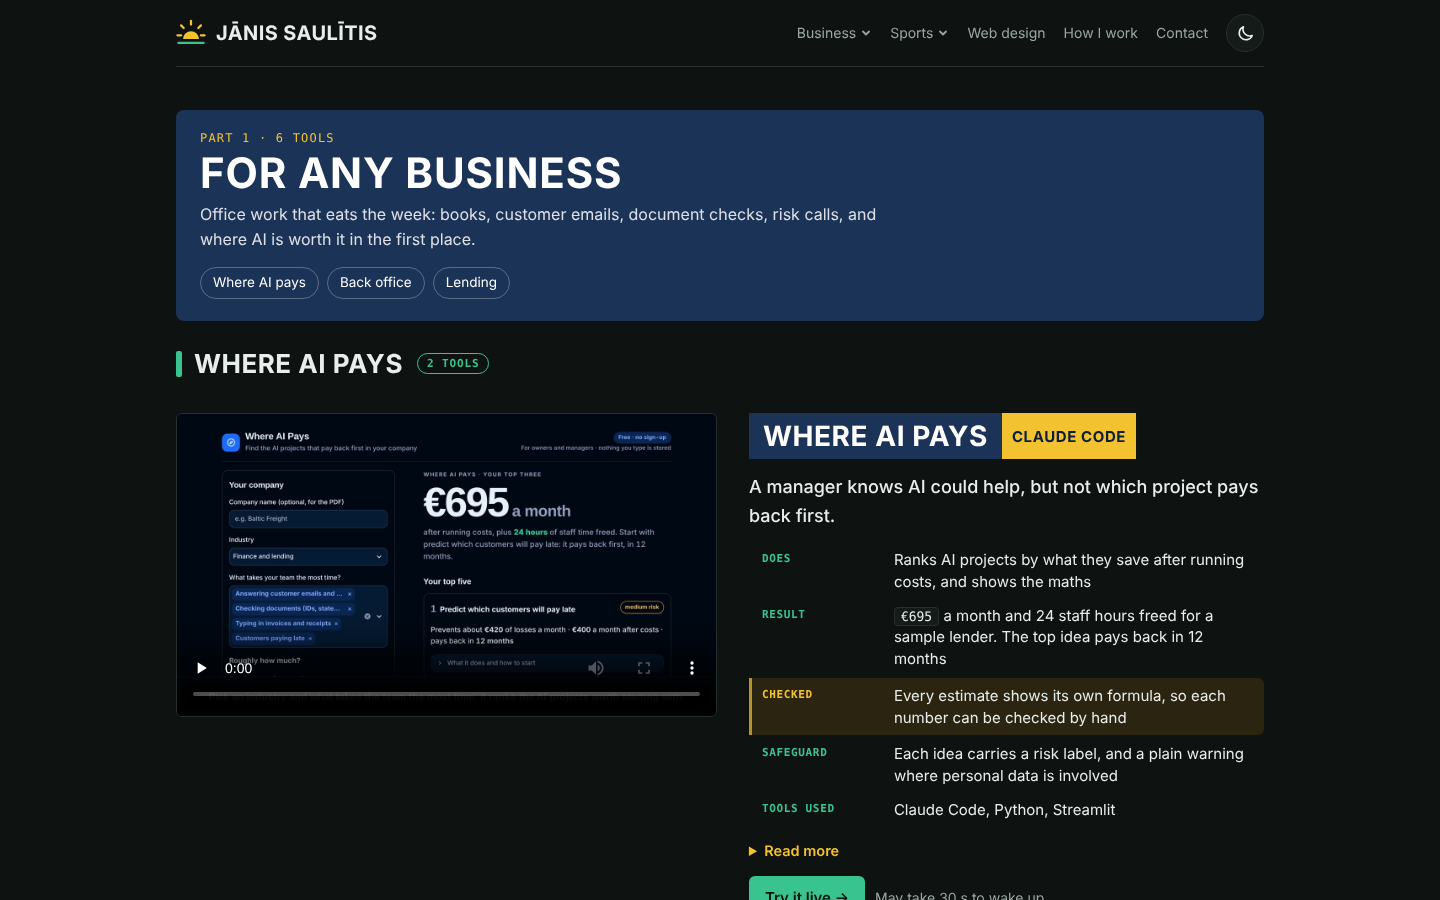 JĀNIS SAULĪTIS
Business
Sports
Web design
How I work
Contact
PART 1 · 6 TOOLS
FOR ANY BUSINESS
Office work that eats the week: books, customer emails, document checks, risk calls, and
where AI is worth it in the first place.
Where AI pays
Back office
Lending
WHERE AI PAYS
2 TOOLS
Where AI Pays
Find the AI projects that pay back first in your company
Free · no sign-up
For owners and managers · nothing you type is stored
Your company
Company name (optional, for the PDF)
e.g. Baltic Freight
Industry
Finance and lending
What takes your team the most time?
Answering customer emails and ... ×
Checking documents (IDs, state... ×
Typing in invoices and receipts ×
Customers paying late ×
Roughly how much?
WHERE AI PAYS · YOUR TOP THREE
€695 a month
after running costs, plus 24 hours of staff time freed. Start with
predict which customers will pay late: it pays back first, in 12
months.
Your top five
1 Predict which customers will pay late
medium risk
Prevents about €420 of losses a month · €400 a month after costs ·
pays back in 12 months
What it does and how to start
0:00
WHERE AI PAYS
CLAUDE CODE
A manager knows AI could help, but not which project pays
back first.
DOES
Ranks AI projects by what they save after running
costs, and shows the maths
RESULT
€695 a month and 24 staff hours freed for a
sample lender. The top idea pays back in 12
months
CHECKED
Every estimate shows its own formula, so each
number can be checked by hand
SAFEGUARD
Each idea carries a risk label, and a plain warning
where personal data is involved
TOOLS USED
Claude Code, Python, Streamlit
Read more
Try it live →
May take 30 s to wake up